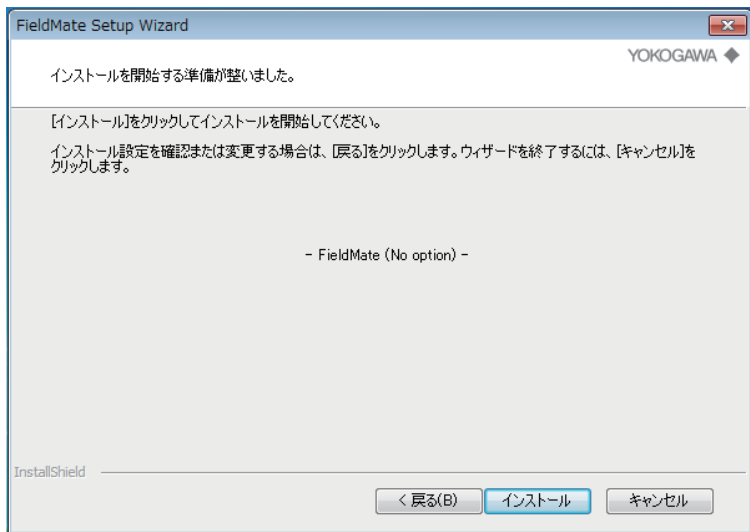 FieldMate Setup Wizard
YOKOGAWA
インストールを開始する準備が整いました。
[インストール]をクリックしてインストールを開始してください。
インストール設定を確認または変更する場合は、[戻る]をクリックします。ウィザードを終了するには、[キャンセル]を
クリックします。
- FieldMate (No option) -
InstallShield
< 戻る(B)
インストール
キャンセル